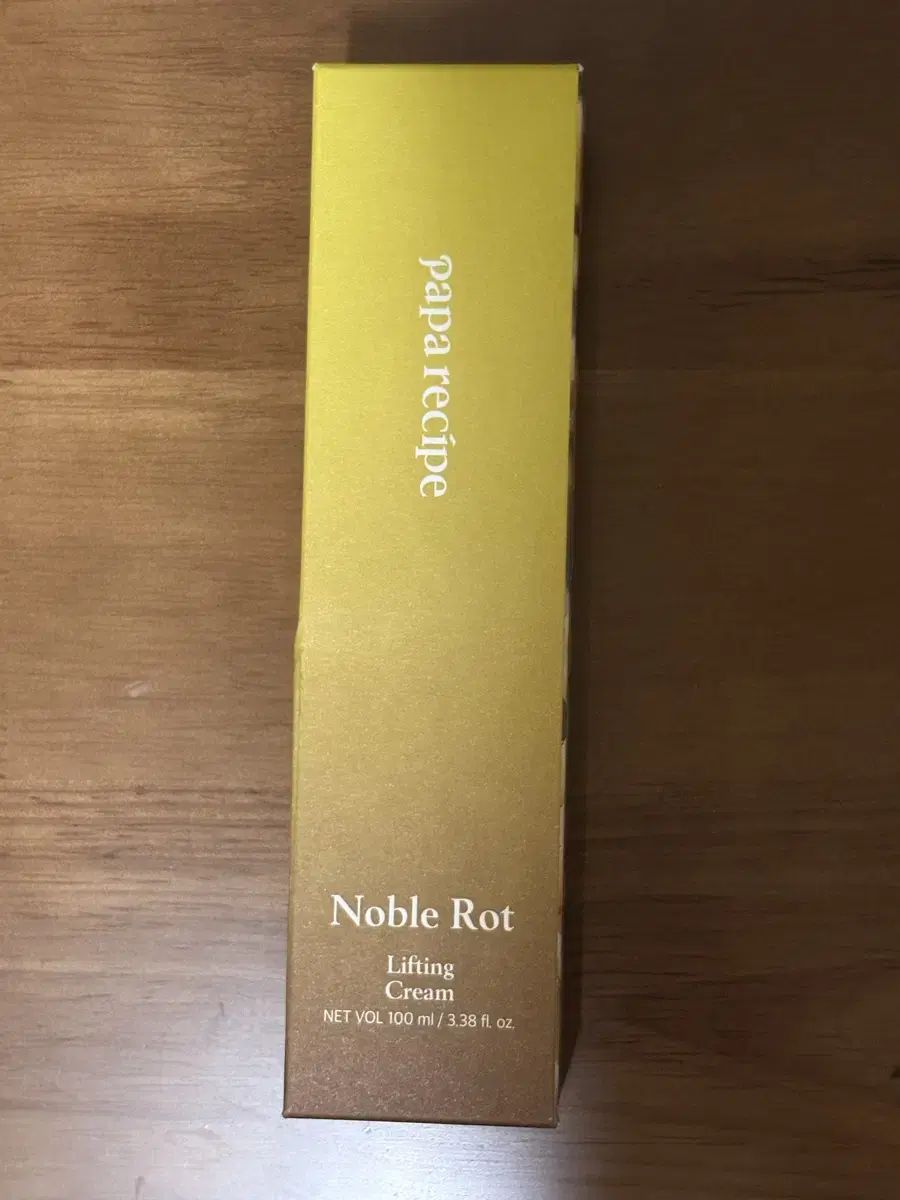 papa recipe
Noble Rot
Lifting
Cream
NET VOL 100 ml / 3.38 fl. oz.